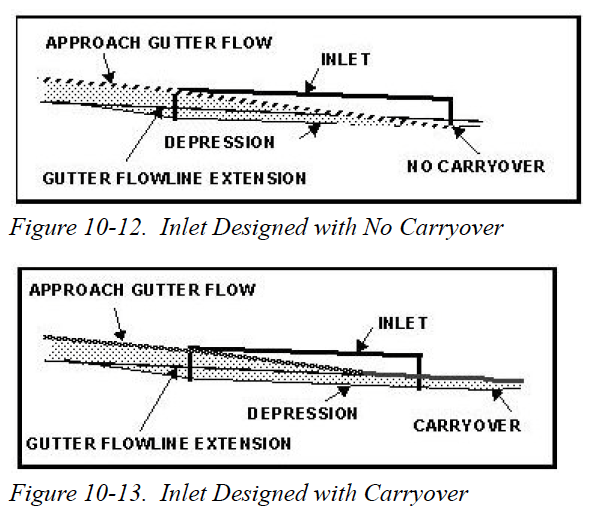 APPROACH GUTTER FLOW
INLET
DEPRESSION
NO CARRYOVER
GUTTER FLOWLINE EXTENSION
Figure 10-12.  Inlet Designed with No Carryover
APPROACH GUTTER FLOW
INLET
DEPRESSION
CARRYOVER
GUTTER FLOWLINE EXTENSION
Figure 10-13.  Inlet Designed with Carryover